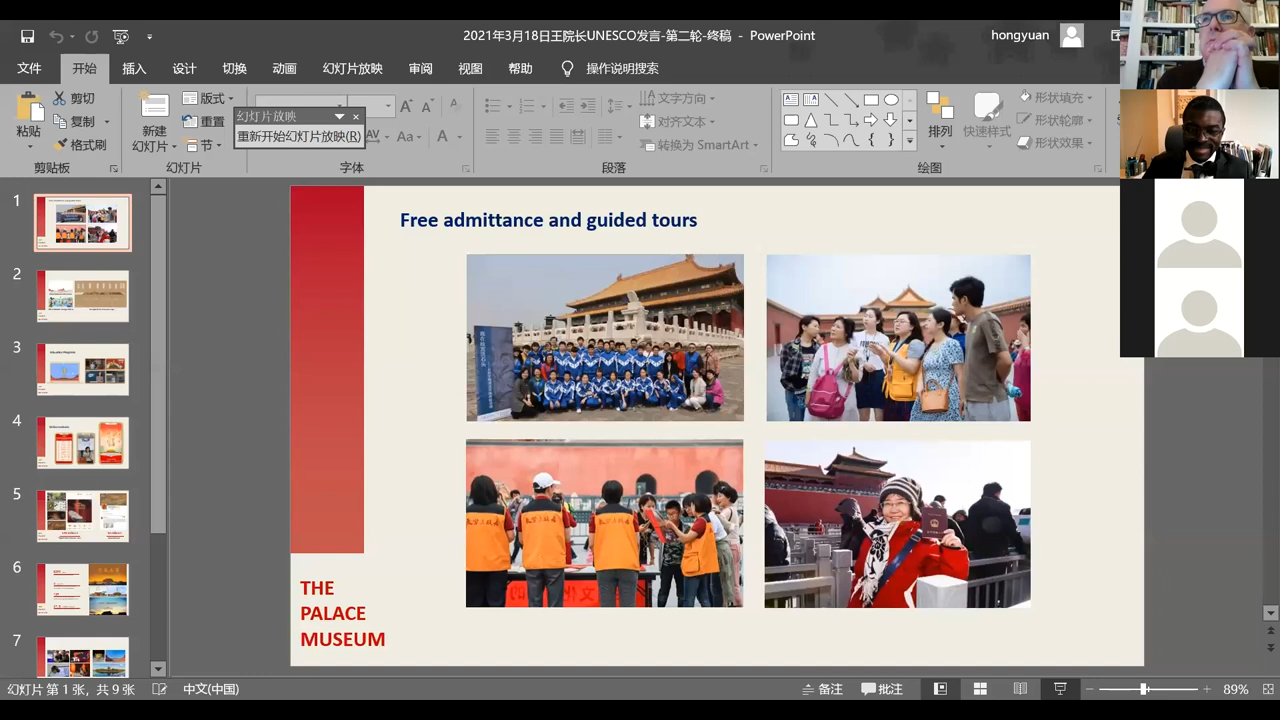 2021年3月18日王院长UNESCO发言-第二轮-终稿 - PowerPoint
hongyuan
文件 开始 插入 设计 切换 动画 幻灯片放映 审阅 视图 帮助 操作说明搜索
粘贴
剪切
复制
格式刷
剪贴板
新建
幻灯片
版式
重置
节
幻灯片
幻灯片放映
重新开始幻灯片放映(R)
Aa
A
字体
文字方向
对齐文本
转换为 SmartArt
段落
排列
快速样式
形状填充
形状轮廓
形状效果
绘图
1
2
3
4
5
6
7
Free admittance and guided tours
THE
PALACE
MUSEUM
幻灯片 第 1 张，共 9 张
中文(中国)
备注
批注
89%